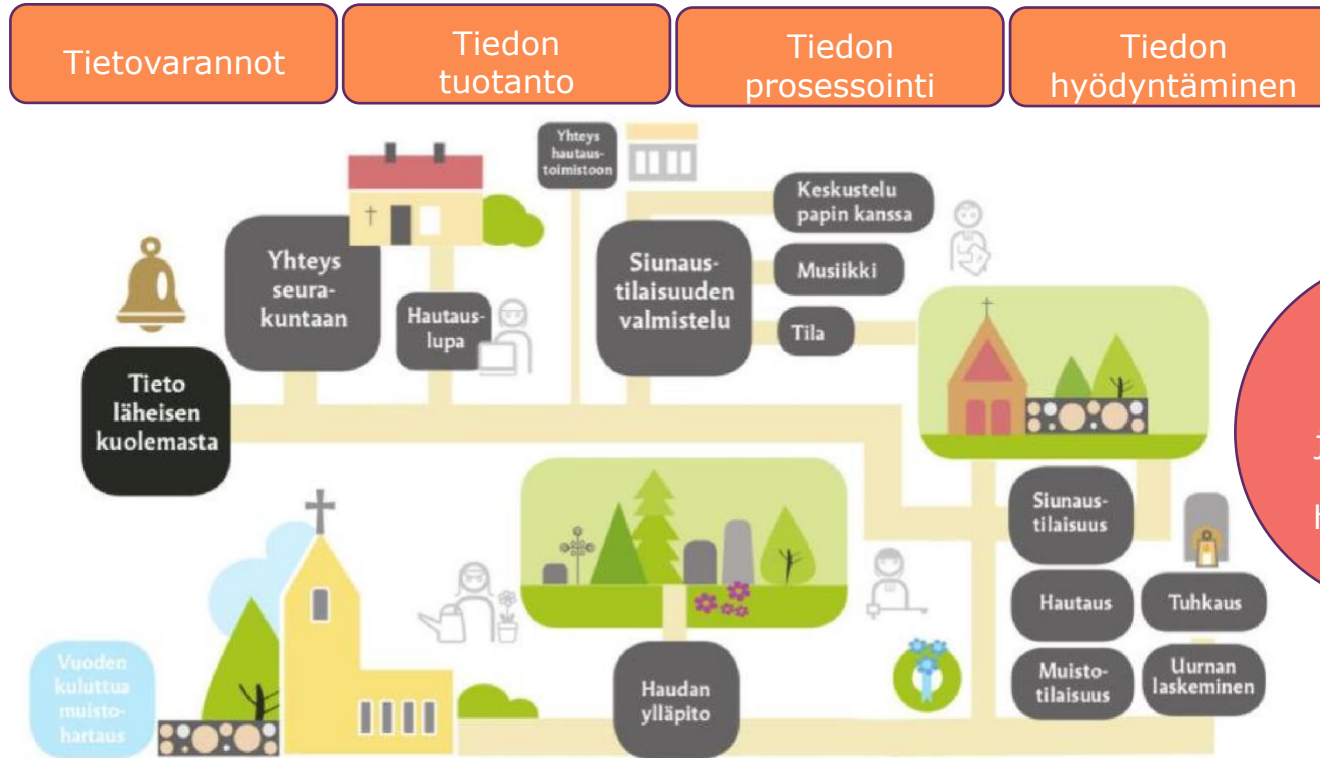 Tietovarannot
Tiedon
tuotanto
Tiedon
prosessointi
Tiedon
hyödyntäminen
Yhteys
hautaus-
toimistoon
Keskustelu
papin kanssa
Yhteys
seura-
kuntaan
Siunaus-
tilaisuuden
valmistelu
Musiikki
Hautaus-
lupa
Tila
Tieto
läheisen
kuolemasta
Siunaus-
tilaisuus
Hautaus
Tuhkaus
Vuoden
kuluttua
muisto-
hartaus
Haudan
ylläpito
Muisto-
tilaisuus
Uurnan
laskeminen